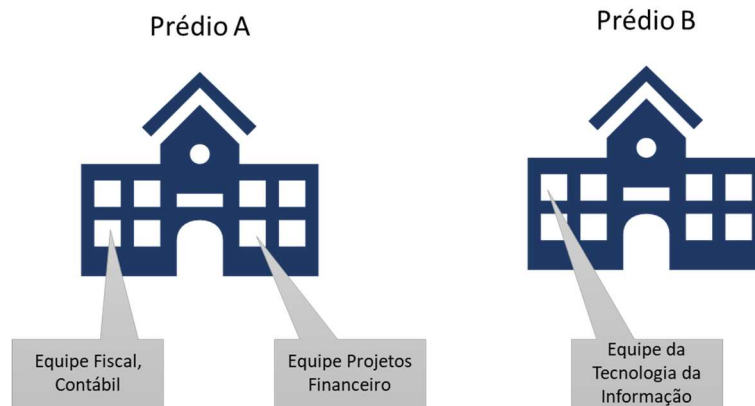 Prédio A
Prédio B
Equipe Fiscal,
Contábil
Equipe Projetos
Financeiro
Equipe da
Tecnologia da
Informação